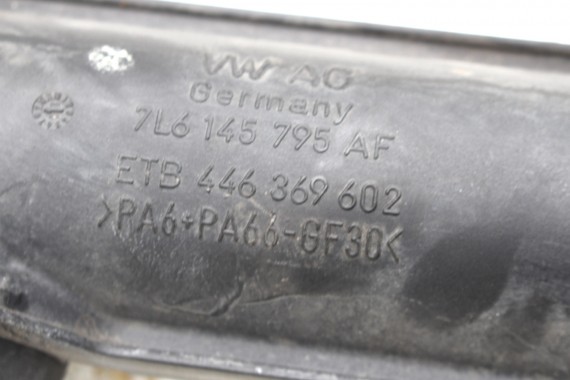 VW AG
Germany
7L6 145 795 AF
ETB 446 369 602
>PA6+PA66-GF30<